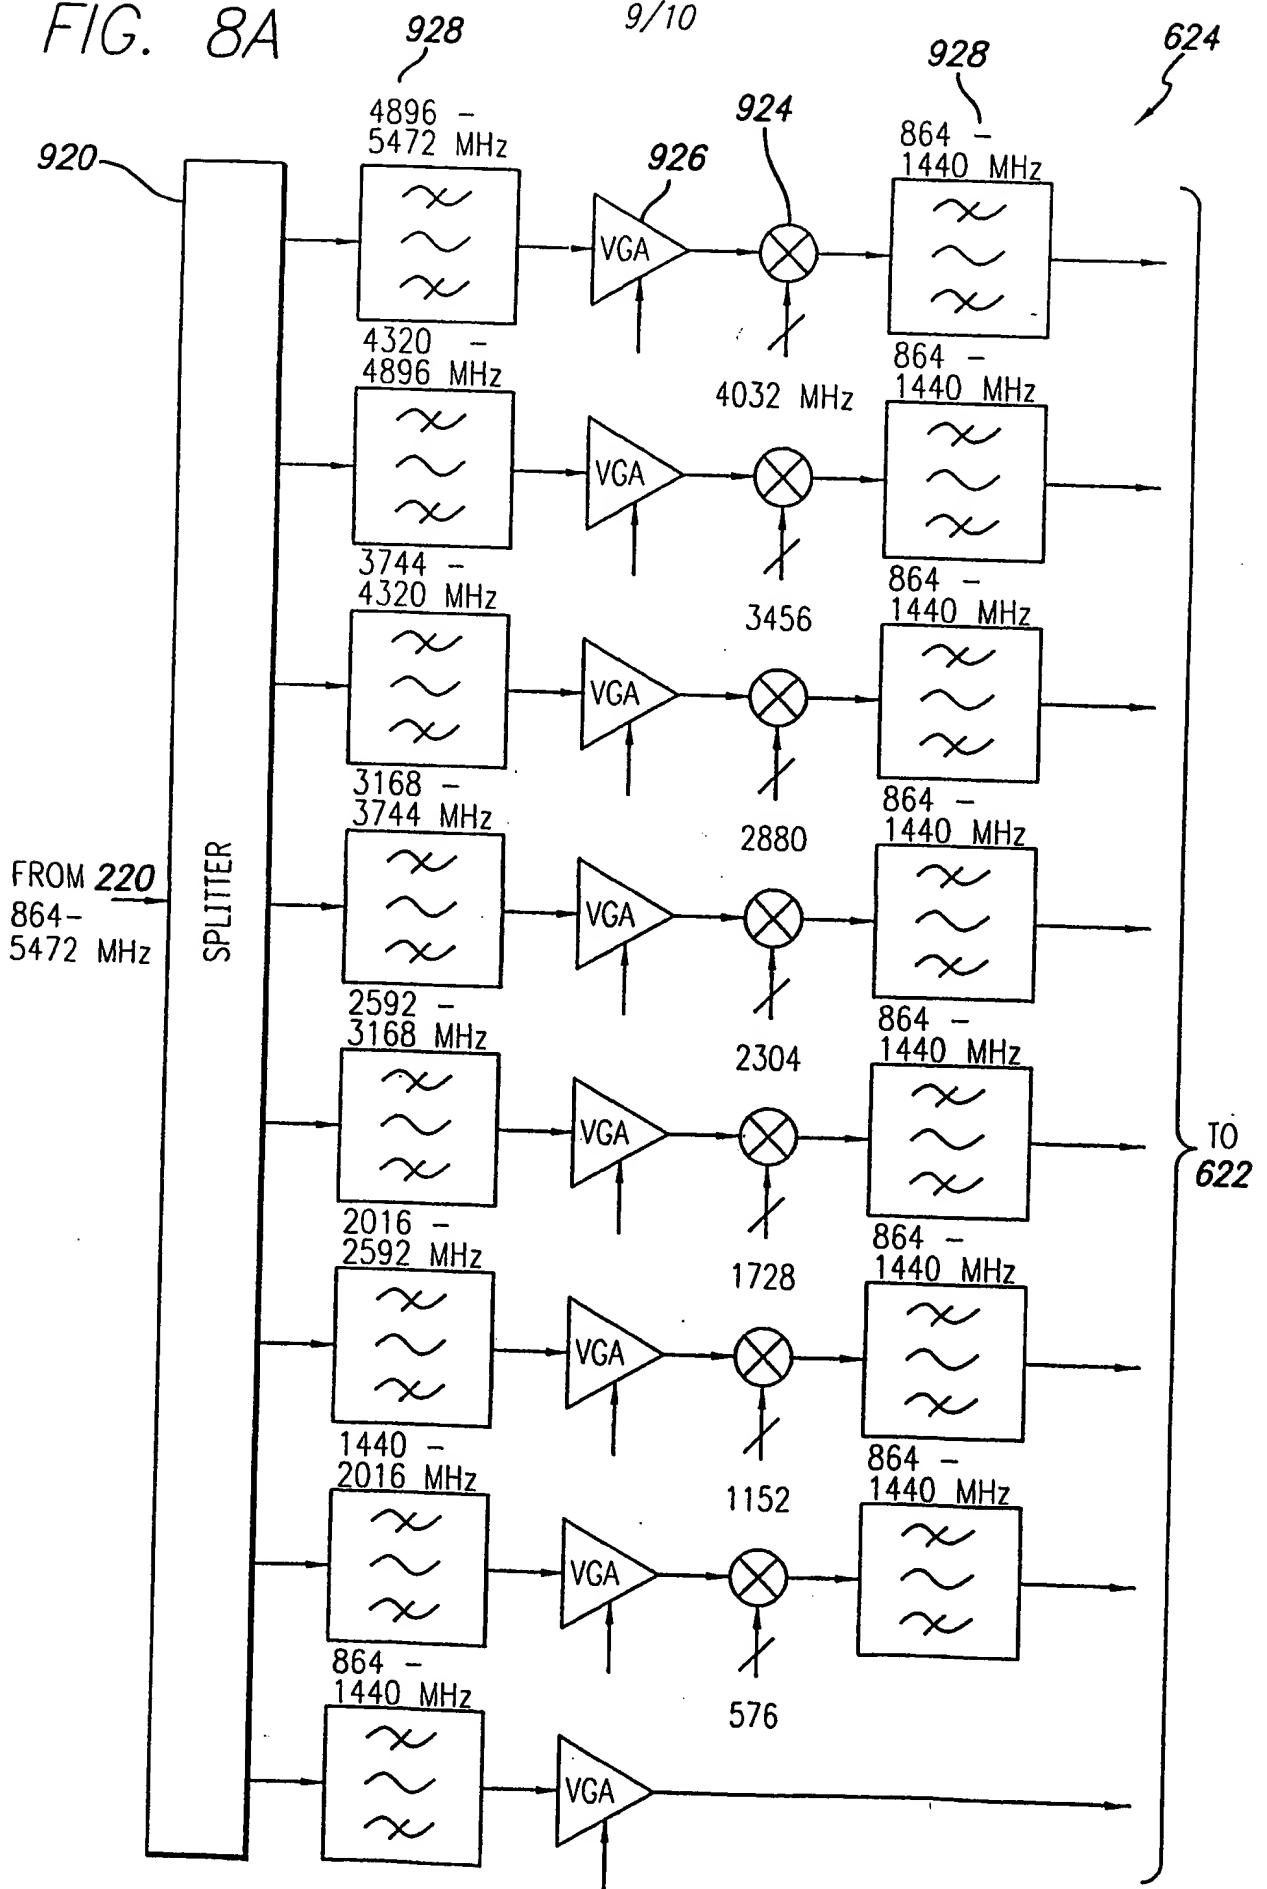 FIG. 8A
9/10
928
624
928
924
4896 -
5472 MHz
864 -
1440 MHz
920
926
VGA
4320 -
4896 MHz
4032 MHz
864 -
1440 MHz
VGA
3744 -
4320 MHz
3456
864 -
1440 MHz
VGA
3168 -
3744 MHz
2880
864 -
1440 MHz
FROM 220
864-
5472 MHz
SPLITTER
VGA
2592 -
3168 MHz
2304
864 -
1440 MHz
VGA
TO
622
2016 -
2592 MHz
1728
864 -
1440 MHz
VGA
1440 -
2016 MHz
1152
864 -
1440 MHz
VGA
864 -
1440 MHz
576
VGA